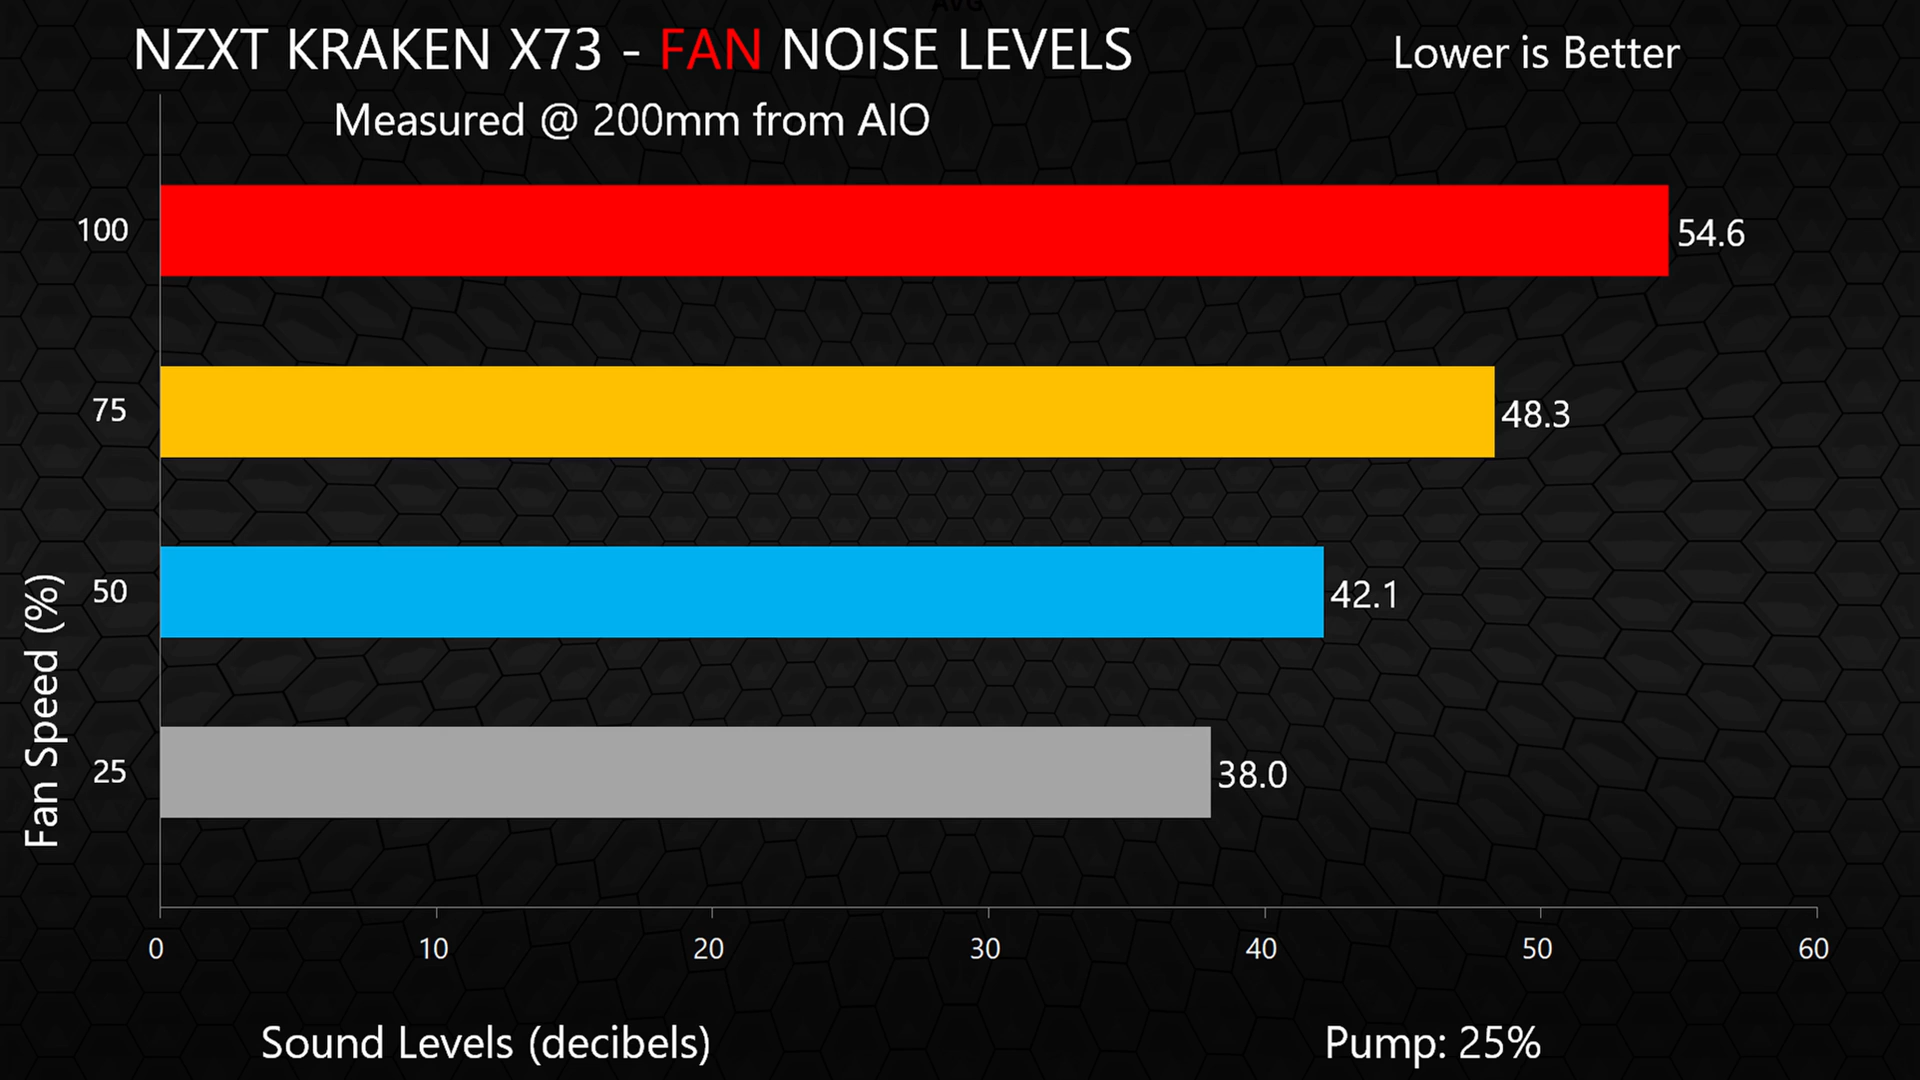 AVG
NZXT KRAKEN X73 - FAN NOISE LEVELS
Lower is Better
Measured @ 200mm from AIO
100
54.6
75
48.3
50
42.1
25
38.0
Fan Speed (%)
0 10 20 30 40 50 60
Sound Levels (decibels)
Pump: 25%